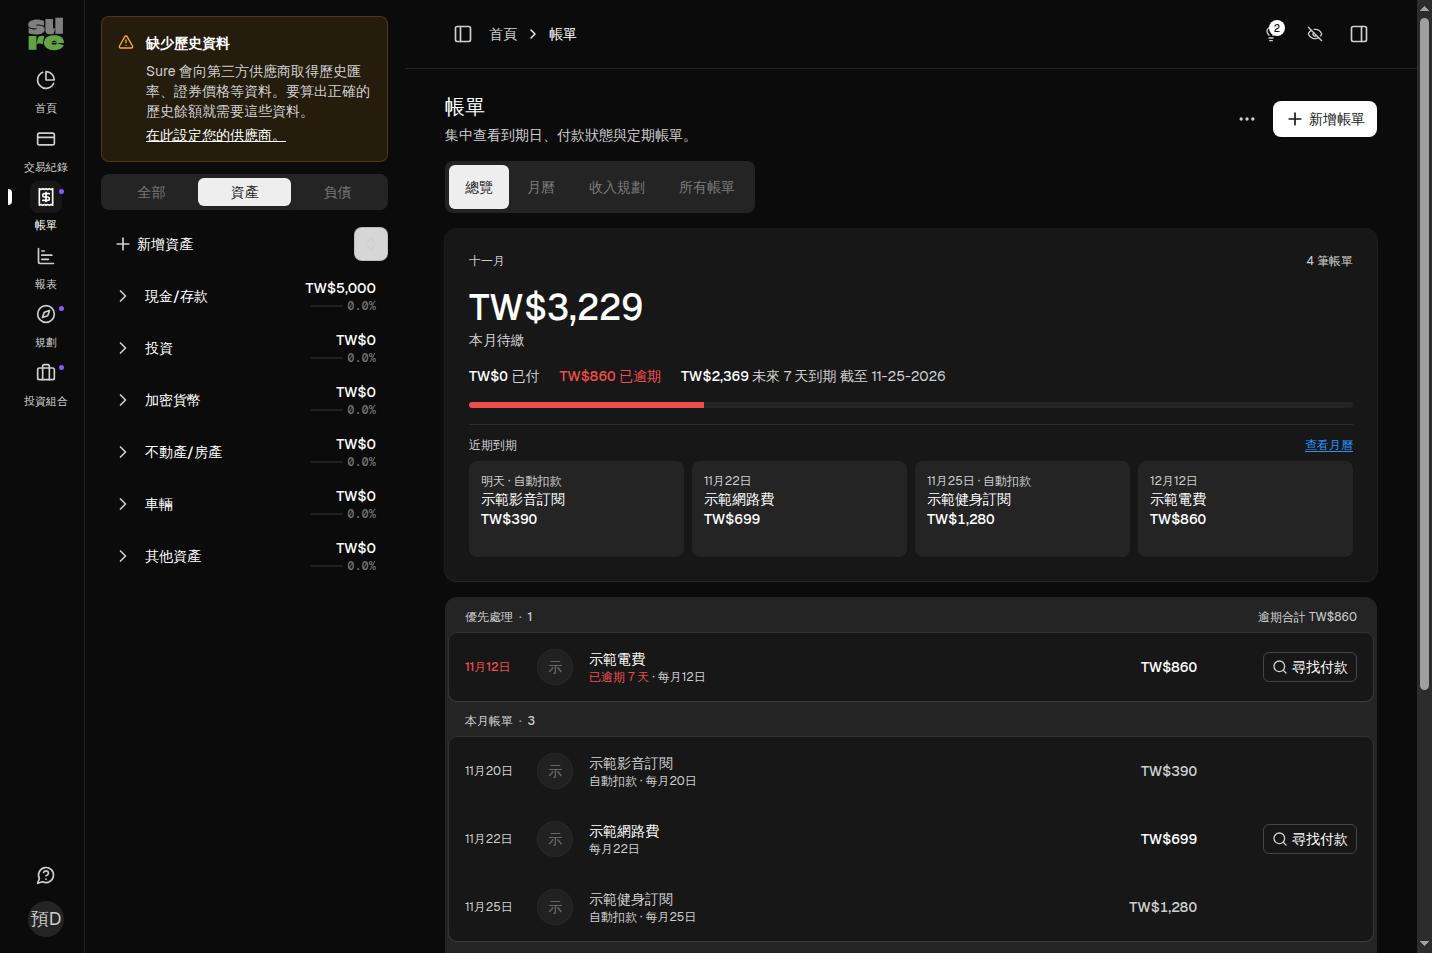 sure
首頁
交易紀錄
帳單
報表
規劃
投資組合
預D
缺少歷史資料
Sure 會向第三方供應商取得歷史匯
率、證券價格等資料。要算出正確的
歷史餘額就需要這些資料。
在此設定您的供應商。
全部
資產
負債
新增資產
現金/存款
TW$5,000
0.0%
投資
TW$0
0.0%
加密貨幣
TW$0
0.0%
不動產/房產
TW$0
0.0%
車輛
TW$0
0.0%
其他資產
TW$0
0.0%
首頁 > 帳單
2
帳單
集中查看到期日、付款狀態與定期帳單。
新增帳單
總覽
月曆
收入規劃
所有帳單
十一月
4 筆帳單
TW$3,229
本月待繳
TW$0 已付
TW$860 已逾期
TW$2,369 未來 7 天到期 截至 11-25-2026
近期到期
查看月曆
明天 · 自動扣款
示範影音訂閱
TW$390
11月22日
示範網路費
TW$699
11月25日 · 自動扣款
示範健身訂閱
TW$1,280
12月12日
示範電費
TW$860
優先處理 · 1
逾期合計 TW$860
11月12日
示
示範電費
已逾期 7 天 · 每月12日
TW$860
尋找付款
本月帳單 · 3
11月20日
示
示範影音訂閱
自動扣款 · 每月20日
TW$390
11月22日
示
示範網路費
每月22日
TW$699
尋找付款
11月25日
示
示範健身訂閱
自動扣款 · 每月25日
TW$1,280